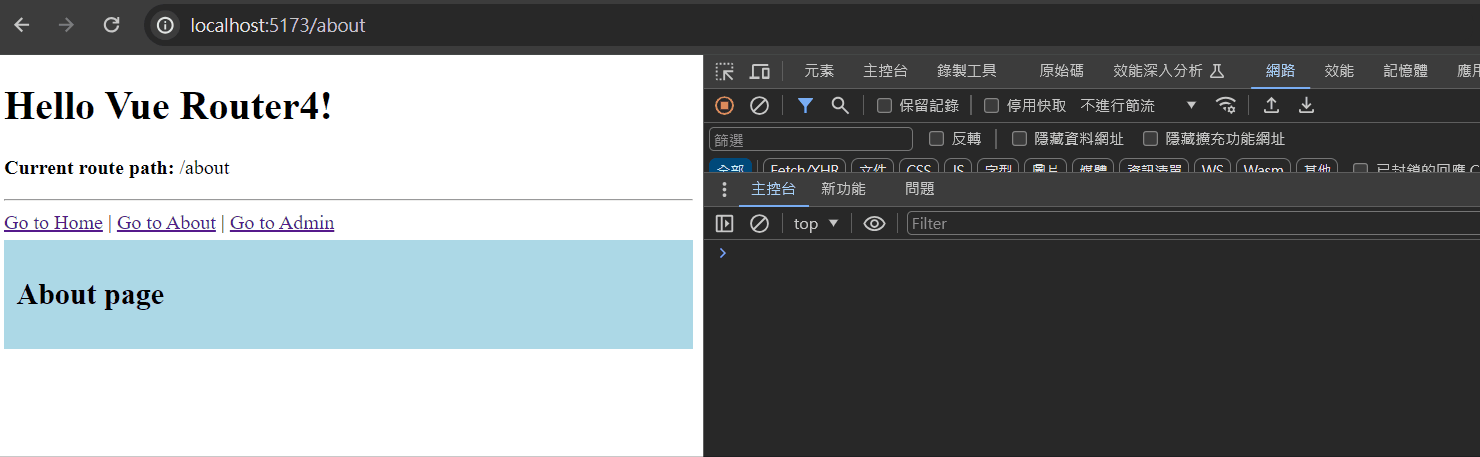 localhost:5173/about
Hello Vue Router4!
Current route path: /about
Go to Home | Go to About | Go to Admin
About page
元素 主控台 錄製工具 原始碼 效能深入分析 網路 效能 記憶體 應用
保留記錄 停用快取 不進行節流
篩選 反轉 隱藏資料網址 隱藏擴充功能網址
全部 Fetch/XHR 文件 CSS JS 字型 圖片 媒體 資訊清單 WS Wasm 其他 已封鎖的回應 C
主控台 新功能 問題
top Filter